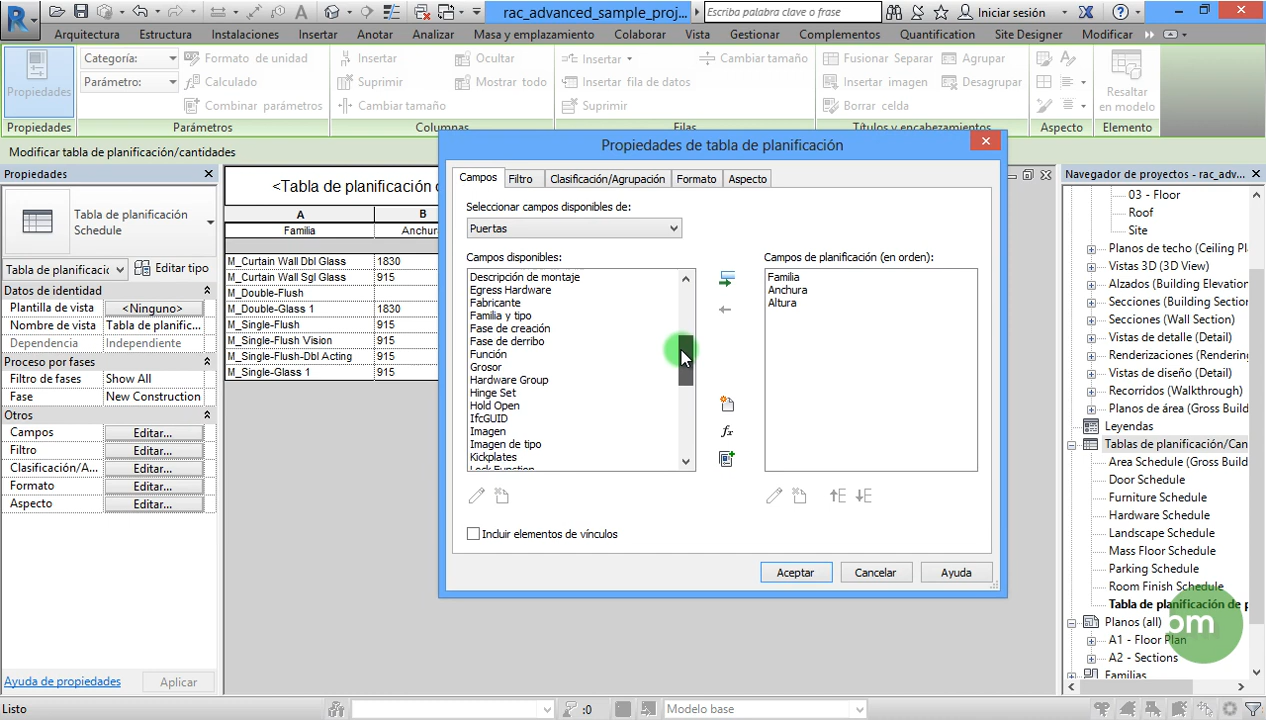 rac_advanced_sample_proj...
Escriba palabra clave o frase
Iniciar sesión
Arquitectura Estructura Instalaciones Insertar Anotar Analizar Masa y emplazamiento Colaborar Vista Gestionar Complementos Quantification Site Designer Modificar
Propiedades
Categoría:
Parámetro:
Formato de unidad
Calculado
Combinar parámetros
Insertar
Suprimir
Cambiar tamaño
Ocultar
Mostrar todo
Insertar
Insertar fila de datos
Suprimir
Cambiar tamaño
Fusionar Separar
Insertar imagen
Borrar celda
Agrupar
Desagrupar
Resaltar
en modelo
Propiedades Parámetros Columnas Filas Títulos y encabezamientos Aspecto Elemento
Modificar tabla de planificación/cantidades
Propiedades
Tabla de planificación
Schedule
Tabla de planificacic
Editar tipo
Datos de identidad
Plantilla de vista <Ninguno>
Nombre de vista Tabla de planific...
Dependencia Independiente
Proceso por fases
Filtro de fases Show All
Fase New Construction
Otros
Campos Editar...
Filtro Editar...
Clasificación/A... Editar...
Formato Editar...
Aspecto Editar...
Ayuda de propiedades
Aplicar
<Tabla de planificación d
A B
Familia Anchura
M_Curtain Wall Dbl Glass 1830
M_Curtain Wall Sgl Glass 915
M_Double-Flush
M_Double-Glass 1 1830
M_Single-Flush 915
M_Single-Flush Vision 915
M_Single-Flush-Dbl Acting 915
M_Single-Glass 1 915
Propiedades de tabla de planificación
Campos Filtro Clasificación/Agrupación Formato Aspecto
Seleccionar campos disponibles de:
Puertas
Campos disponibles:
Descripción de montaje
Egress Hardware
Fabricante
Familia y tipo
Fase de creación
Fase de derribo
Función
Grosor
Hardware Group
Hinge Set
Hold Open
IfcGUID
Imagen
Imagen de tipo
Kickplates
Lock Function
fx
Campos de planificación (en orden):
Familia
Anchura
Altura
Incluir elementos de vínculos
Aceptar Cancelar Ayuda
Navegador de proyectos - rac_adv...
03 - Floor
Roof
Site
Planos de techo (Ceiling Pl
Vistas 3D (3D View)
Alzados (Building Elevation
Secciones (Building Section)
Secciones (Wall Section)
Vistas de detalle (Detail)
Renderizaciones (Rendering)
Vistas de diseño (Detail)
Recorridos (Walkthrough)
Planos de área (Gross Build
Leyendas
Tablas de planificación/Can
Area Schedule (Gross Build
Door Schedule
Furniture Schedule
Hardware Schedule
Landscape Schedule
Mass Floor Schedule
Parking Schedule
Room Finish Schedule
Tabla de planificación de p
Planos (all)
A1 - Floor Plan
A2 - Sections
Familias
Listo
:0
Modelo base